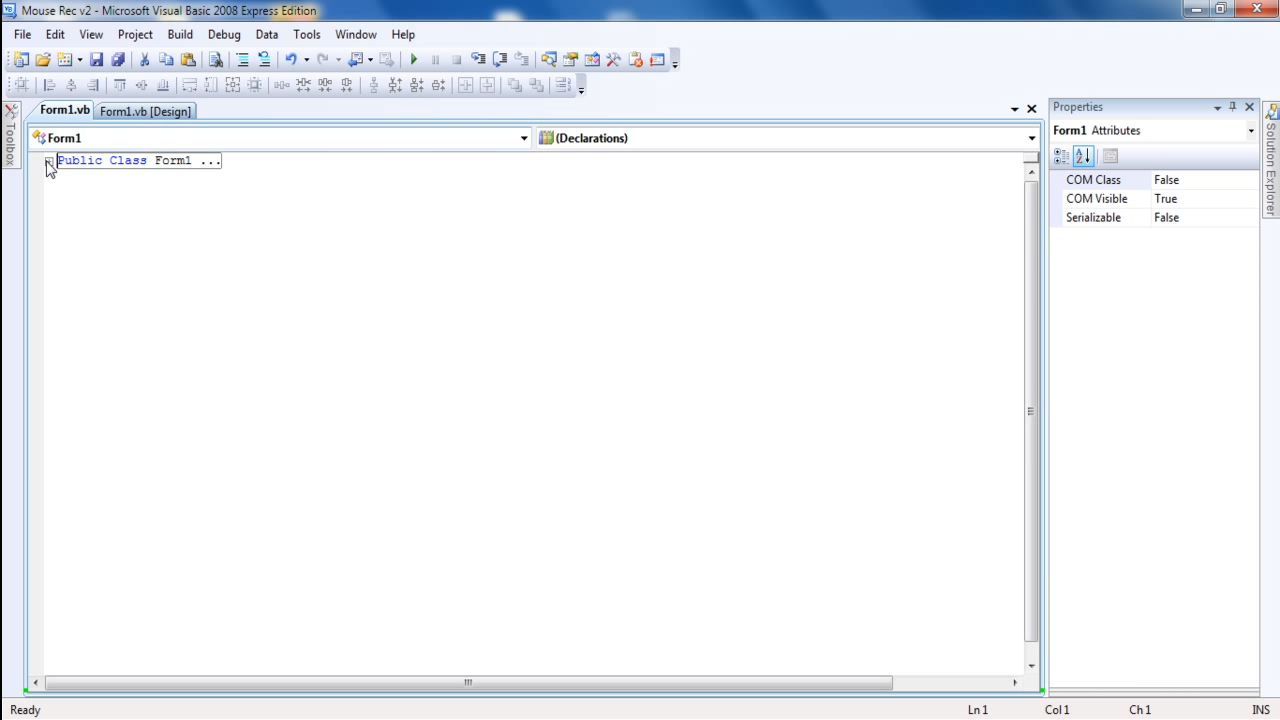 Mouse Rec v2 - Microsoft Visual Basic 2008 Express Edition
File Edit View Project Build Debug Data Tools Window Help
Form1.vb Form1.vb [Design]
Form1 (Declarations)
Public Class Form1 ...
Toolbox
Properties
Form1 Attributes
COM Class False
COM Visible True
Serializable False
Solution Explorer
Ready Ln 1 Col 1 Ch 1 INS